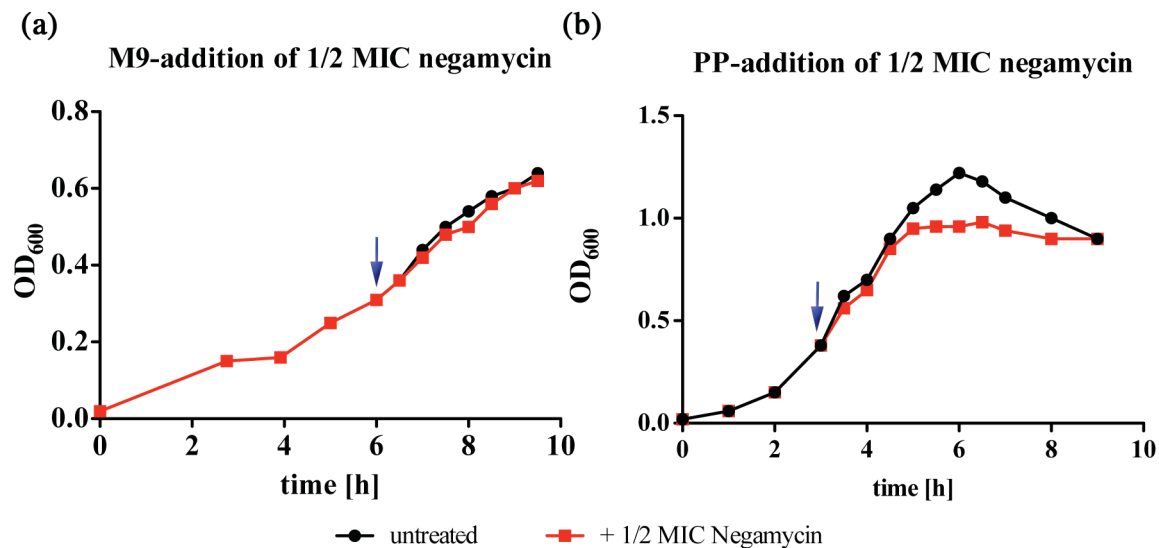 (a)
M9-addition of 1/2 MIC negamycin
0.8
0.6
0.4
0.2
0.0
OD600
0 2 4 6 8 10
time [h]
(b)
PP-addition of 1/2 MIC negamycin
1.5
1.0
0.5
0.0
OD600
0 2 4 6 8 10
time [h]
untreated
+ 1/2 MIC Negamycin